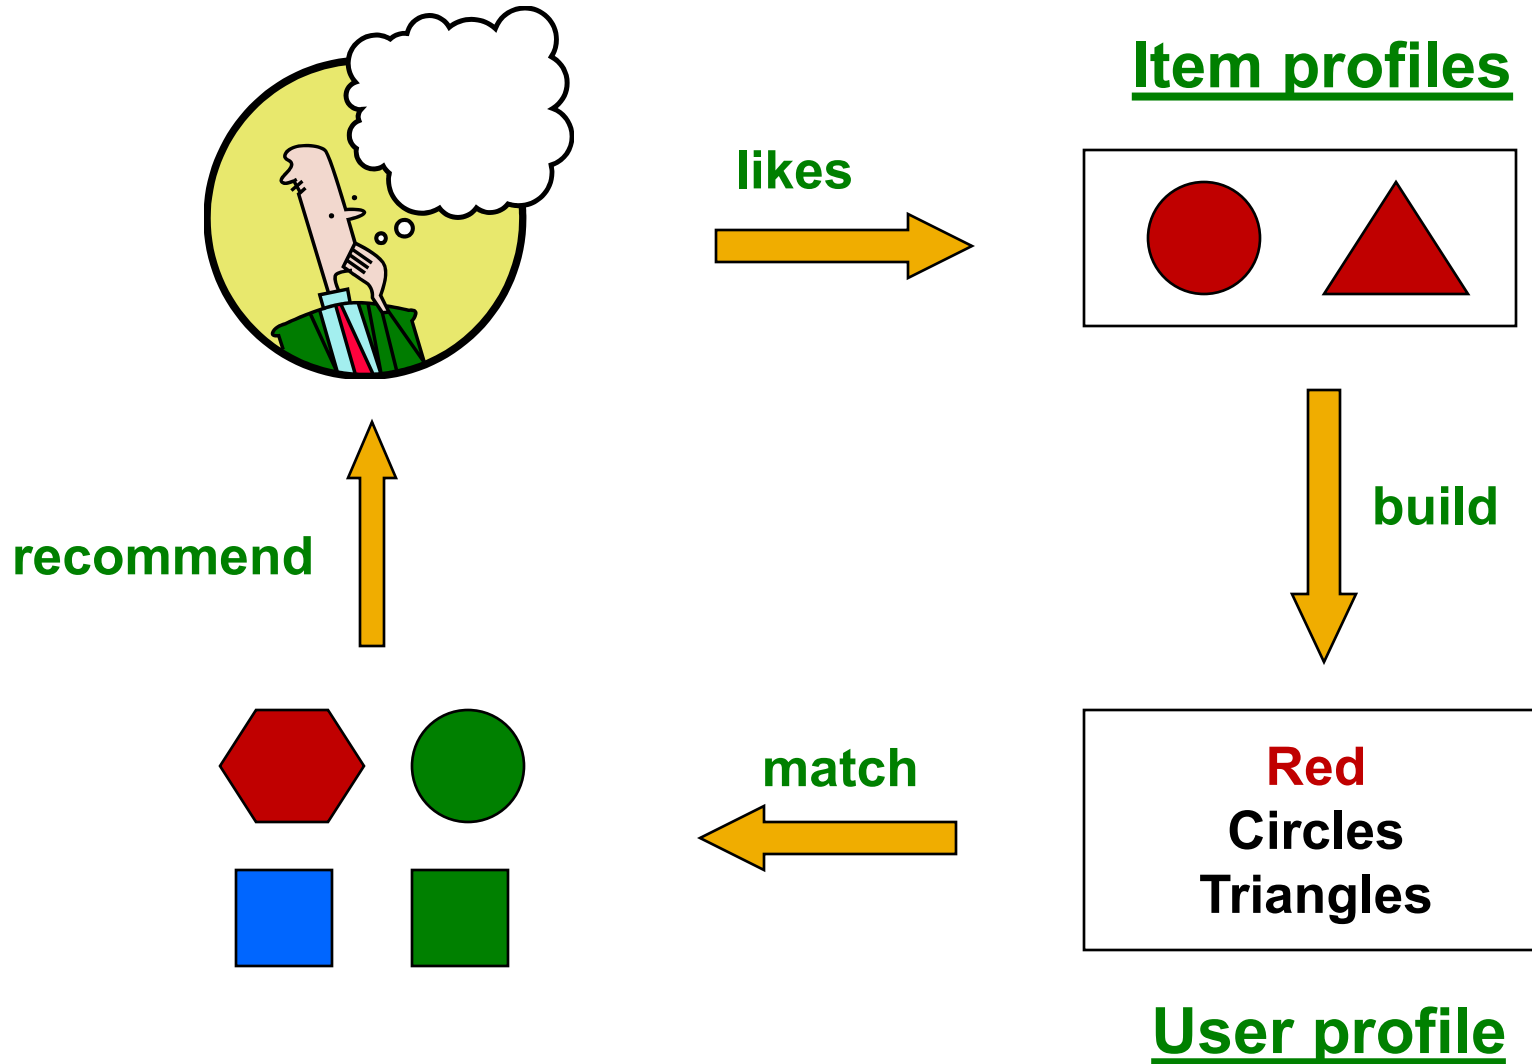 Item profiles
likes
build
recommend
match
Red
Circles
Triangles
User profile